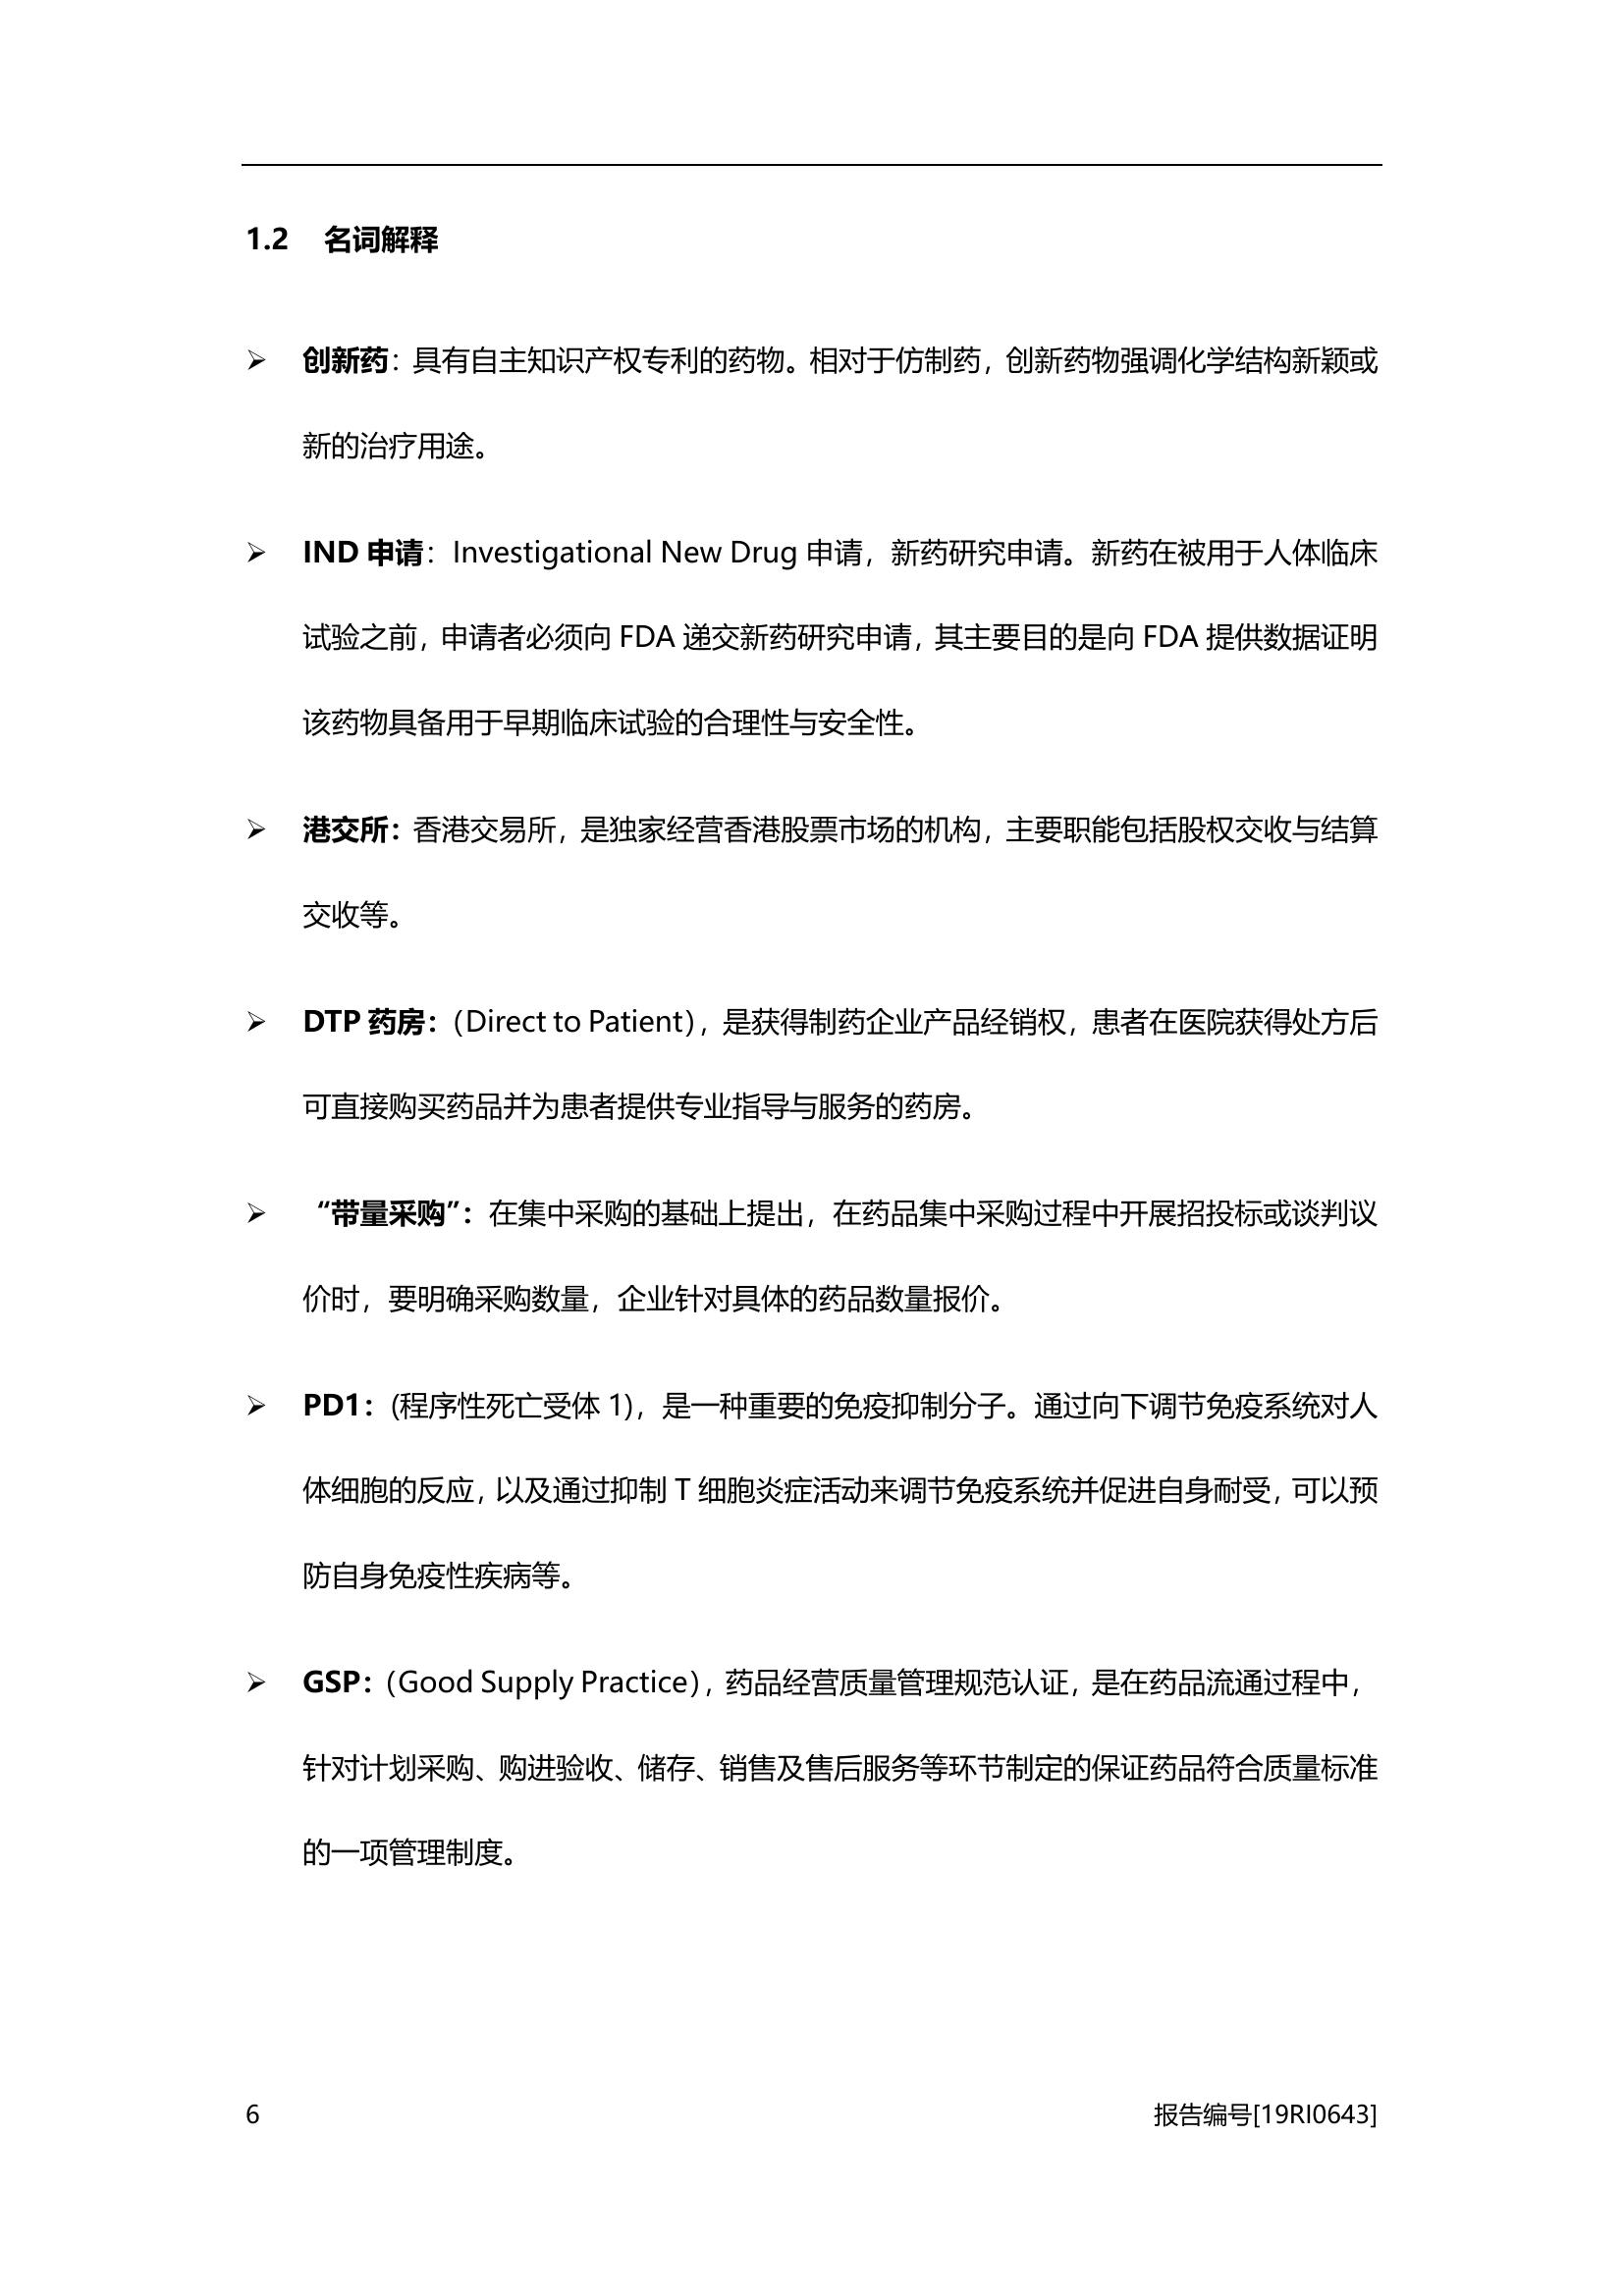 1.2 名词解释
➢ 创新药：具有自主知识产权专利的药物。相对于仿制药，创新药物强调化学结构新颖或
新的治疗用途。
➢ IND 申请：Investigational New Drug 申请，新药研究申请。新药在被用于人体临床
试验之前，申请者必须向 FDA 递交新药研究申请，其主要目的是向 FDA 提供数据证明
该药物具备用于早期临床试验的合理性与安全性。
➢ 港交所：香港交易所，是独家经营香港股票市场的机构，主要职能包括股权交收与结算
交收等。
➢ DTP 药房：（Direct to Patient），是获得制药企业产品经销权，患者在医院获得处方后
可直接购买药品并为患者提供专业指导与服务的药房。
➢ “带量采购”：在集中采购的基础上提出，在药品集中采购过程中开展招投标或谈判议
价时，要明确采购数量，企业针对具体的药品数量报价。
➢ PD1：(程序性死亡受体 1)，是一种重要的免疫抑制分子。通过向下调节免疫系统对人
体细胞的反应，以及通过抑制 T 细胞炎症活动来调节免疫系统并促进自身耐受，可以预
防自身免疫性疾病等。
➢ GSP：（Good Supply Practice），药品经营质量管理规范认证，是在药品流通过程中，
针对计划采购、购进验收、储存、销售及售后服务等环节制定的保证药品符合质量标准
的一项管理制度。
6 报告编号[19RI0643]